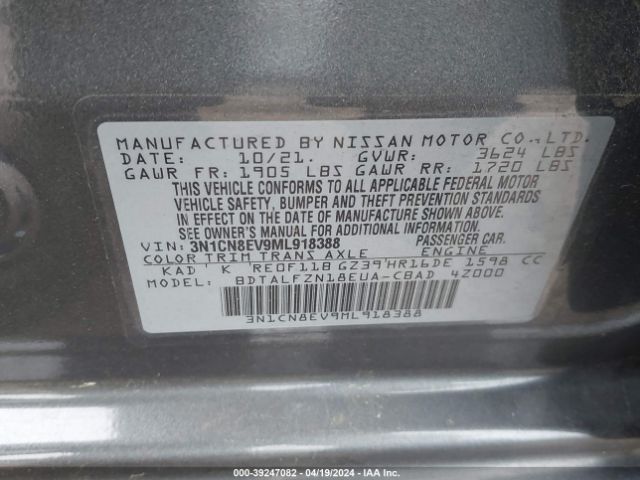 MANUFACTURED BY NISSAN MOTOR CO.,LTD.
DATE: 10/21. GVWR: 3624 LBS
GAWR FR: 1905 LBS GAWR RR: 1720 LBS
THIS VEHICLE CONFORMS TO ALL APPLICABLE FEDERAL MOTOR
VEHICLE SAFETY, BUMPER AND THEFT PREVENTION STANDARDS
IN EFFECT ON THE DATE OF MANUFACTURE SHOWN ABOVE.
SEE OWNER'S MANUAL FOR ADDITIONAL INFORMATION.
VIN: 3N1CN8EV9ML918388 PASSENGER CAR.
COLOR TRIM TRANS AXLE ENGINE
KAD K RE0F11B GZ39 HR16DE 1598 CC
MODEL: BDTALFZN18EUA-CBAD 4Z000
3N1CN8EV9ML918388
000-39247082 - 04/19/2024 - IAA Inc.